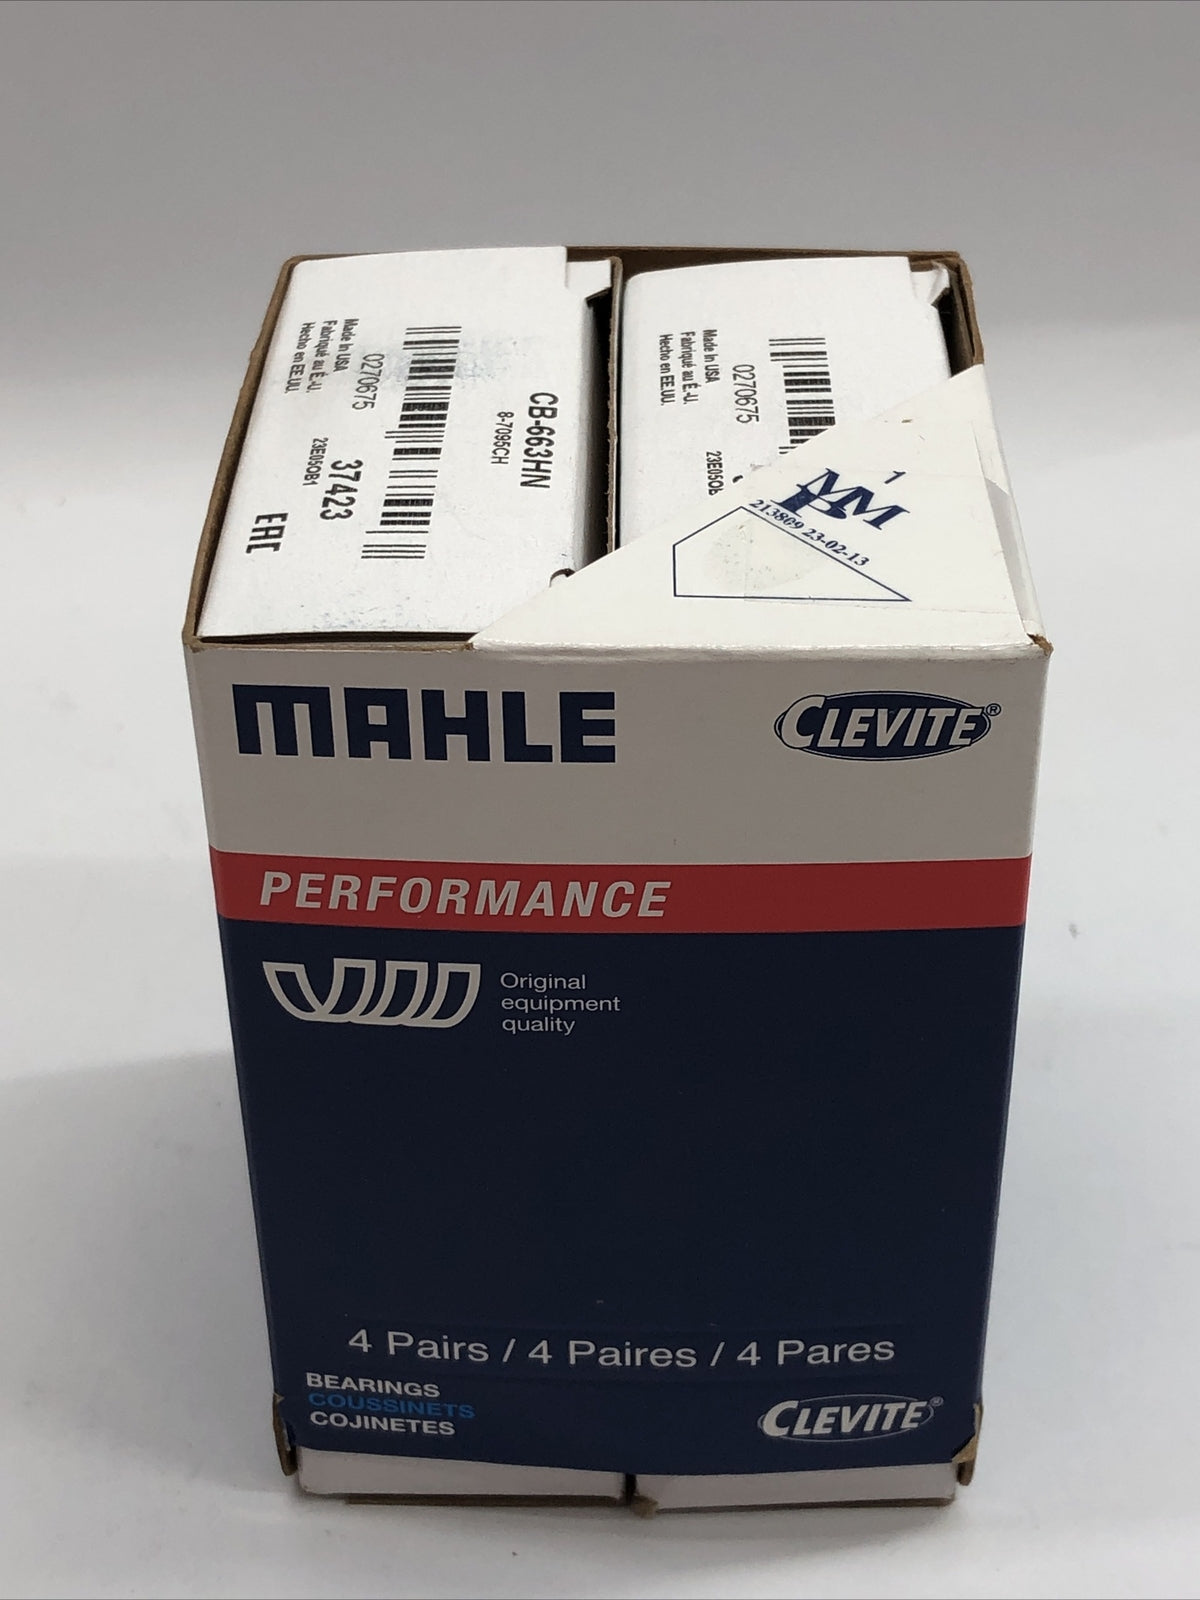 CB-663HN
8-7095CH
0270675
37423
Made In USA
Fabriqué au É.-U.
Hecho en EE.UU.
23E05OB1
EAC
0270675
Made In USA
Fabriqué au É.-U.
Hecho en EE.UU.
1
MM
213809 23-02-13
MAHLE
CLEVITE®
PERFORMANCE
Original
equipment
quality
4 Pairs / 4 Paires / 4 Pares
BEARINGS
COUSSINETS
COJINETES
CLEVITE®